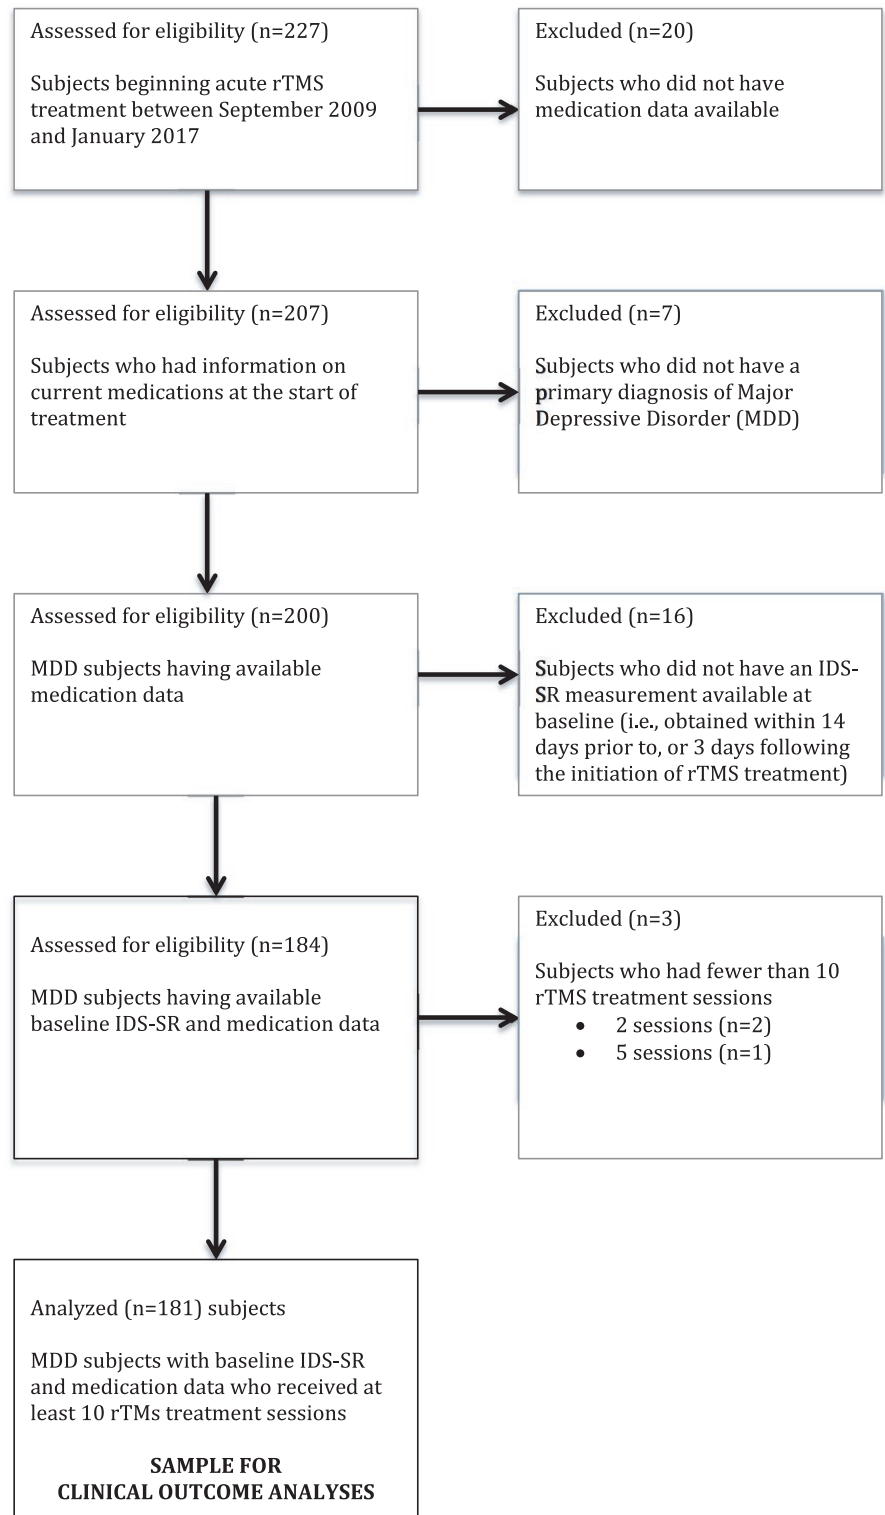 Assessed for eligibility (n=227)
Subjects beginning acute rTMS
treatment between September 2009
and January 2017
Excluded (n=20)
Subjects who did not have
medication data available
Assessed for eligibility (n=207)
Subjects who had information on
current medications at the start of
treatment
Excluded (n=7)
Subjects who did not have a
primary diagnosis of Major
Depressive Disorder (MDD)
Assessed for eligibility (n=200)
MDD subjects having available
medication data
Excluded (n=16)
Subjects who did not have an IDS-
SR measurement available at
baseline (i.e., obtained within 14
days prior to, or 3 days following
the initiation of rTMS treatment)
Assessed for eligibility (n=184)
MDD subjects having available
baseline IDS-SR and medication data
Excluded (n=3)
Subjects who had fewer than 10
rTMS treatment sessions
• 2 sessions (n=2)
• 5 sessions (n=1)
Analyzed (n=181) subjects
MDD subjects with baseline IDS-SR
and medication data who received at
least 10 rTMs treatment sessions
SAMPLE FOR
CLINICAL OUTCOME ANALYSES